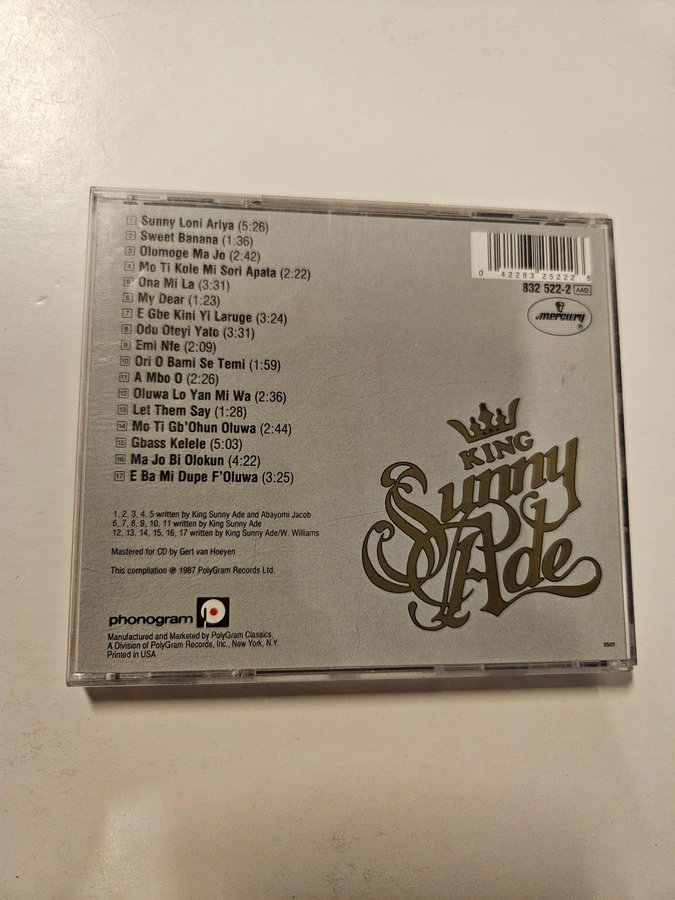 1 Sunny Loni Ariya (5:26)
2 Sweet Banana (1:36)
3 Olomoge Ma Jo (2:42)
4 Mo Ti Kole Mi Sori Apata (2:22)
5 Ona Mi La (3:31)
6 My Dear (1:23)
7 E Gbe Kini Yi Laruge (3:24)
8 Odu Oteyi Yato (3:31)
9 Emi Nfe (2:09)
10 Ori O Bami Se Temi (1:59)
11 A Mbo O (2:26)
12 Oluwa Lo Yan Mi Wa (2:36)
13 Let Them Say (1:28)
14 Mo Ti Gb'Ohun Oluwa (2:44)
15 Gbass Kelele (5:03)
16 Ma Jo Bi Olokun (4:22)
17 E Ba Mi Dupe F'Oluwa (3:25)
1, 2, 3, 4, 5 written by King Sunny Ade and Abayomi Jacob
6, 7, 8, 9, 10, 11 written by King Sunny Ade
12, 13, 14, 15, 16, 17 written by King Sunny Ade/W. Williams
Mastered for CD by Gert van Hoeyen
This compilation ℗ 1987 PolyGram Records Ltd.
phonogram
Manufactured and Marketed by PolyGram Classics,
A Division of PolyGram Records, Inc., New York, N.Y.
Printed in USA
0 42283 25222 6
832 522-2 AAD
mercury ®
KING
Sunny
Ade
0501